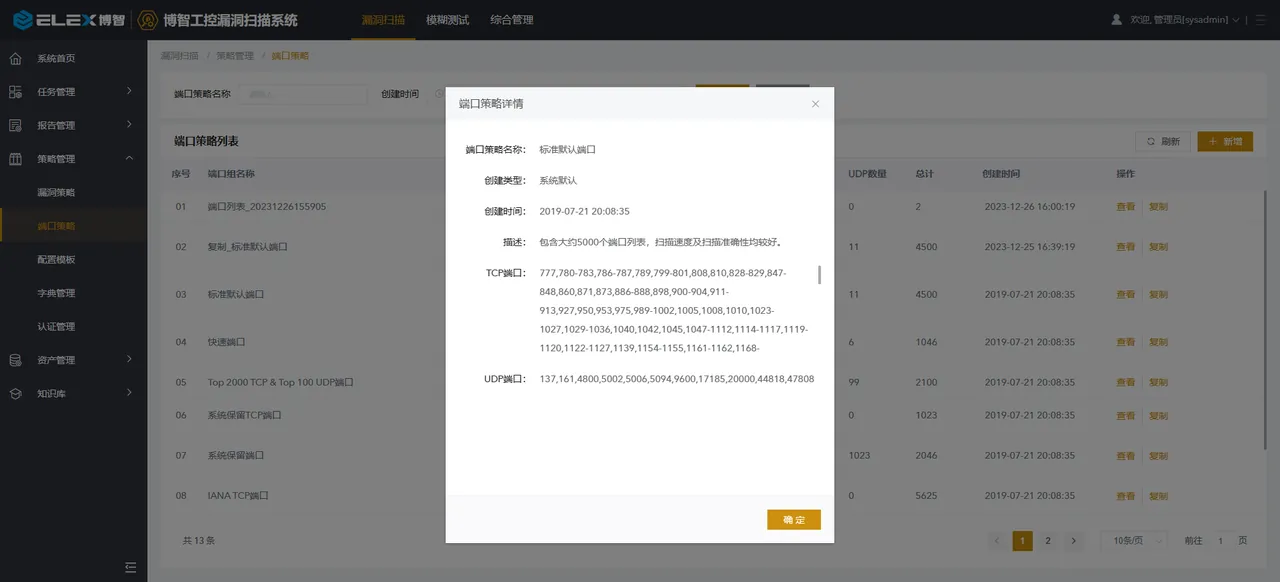 ELEX博智 博智工控漏洞扫描系统 漏洞扫描 模糊测试 综合管理 欢迎, 管理员[sysadmin]
系统首页
任务管理
报告管理
策略管理
漏洞策略
端口策略
配置模板
字典管理
认证管理
资产管理
知识库
漏洞扫描 / 策略管理 / 端口策略
端口策略名称 创建时间
端口策略列表 刷新 + 新增
序号 端口组名称 UDP数量 总计 创建时间 操作
01 端口列表_20231226155905 0 2 2023-12-26 16:00:19 查看 复制
02 复制_标准默认端口 11 4500 2023-12-25 16:39:19 查看 复制
03 标准默认端口 11 4500 2019-07-21 20:08:35 查看 复制
04 快速端口 6 1046 2019-07-21 20:08:35 查看 复制
05 Top 2000 TCP & Top 100 UDP端口 99 2100 2019-07-21 20:08:35 查看 复制
06 系统保留TCP端口 0 1023 2019-07-21 20:08:35 查看 复制
07 系统保留端口 1023 2046 2019-07-21 20:08:35 查看 复制
08 IANA TCP端口 0 5625 2019-07-21 20:08:35 查看 复制
共 13 条 1 2 10条/页 前往 1 页
端口策略详情
端口策略名称： 标准默认端口
创建类型： 系统默认
创建时间： 2019-07-21 20:08:35
描述： 包含大约5000个端口列表，扫描速度及扫描准确性均较好。
TCP端口： 777,780-783,786-787,789,799-801,808,810,828-829,847-
848,860,871,873,886-888,898,900-904,911-
913,927,950,953,975,989-1002,1005,1008,1010,1023-
1027,1029-1036,1040,1042,1045,1047-1112,1114-1117,1119-
1120,1122-1127,1139,1154-1155,1161-1162,1168-
UDP端口： 137,161,4800,5002,5006,5094,9600,17185,20000,44818,47808
确 定